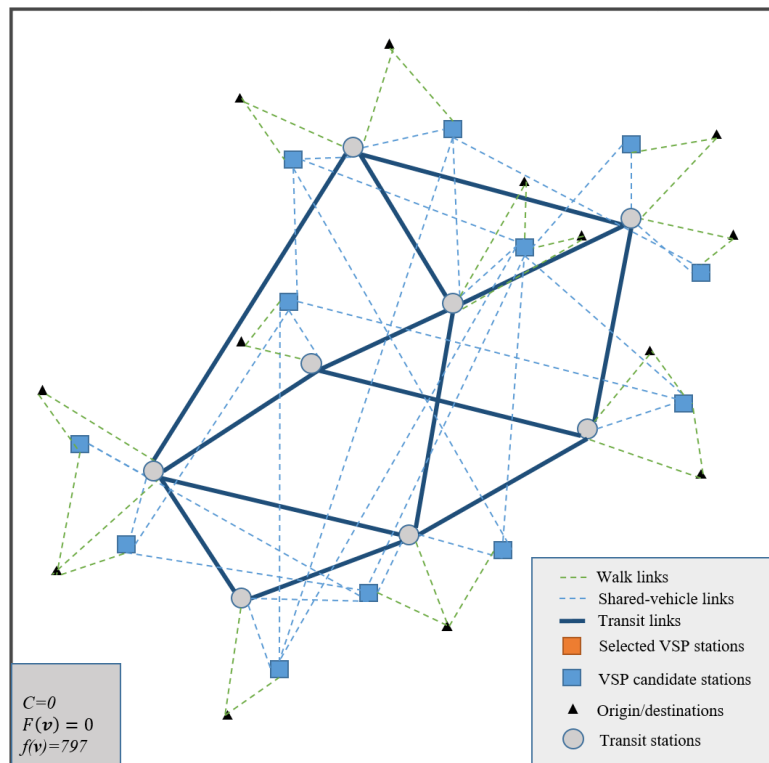 Walk links
Shared-vehicle links
Transit links
Selected VSP stations
VSP candidate stations
Origin/destinations
Transit stations
C=0
F(v) = 0
f(v)=797